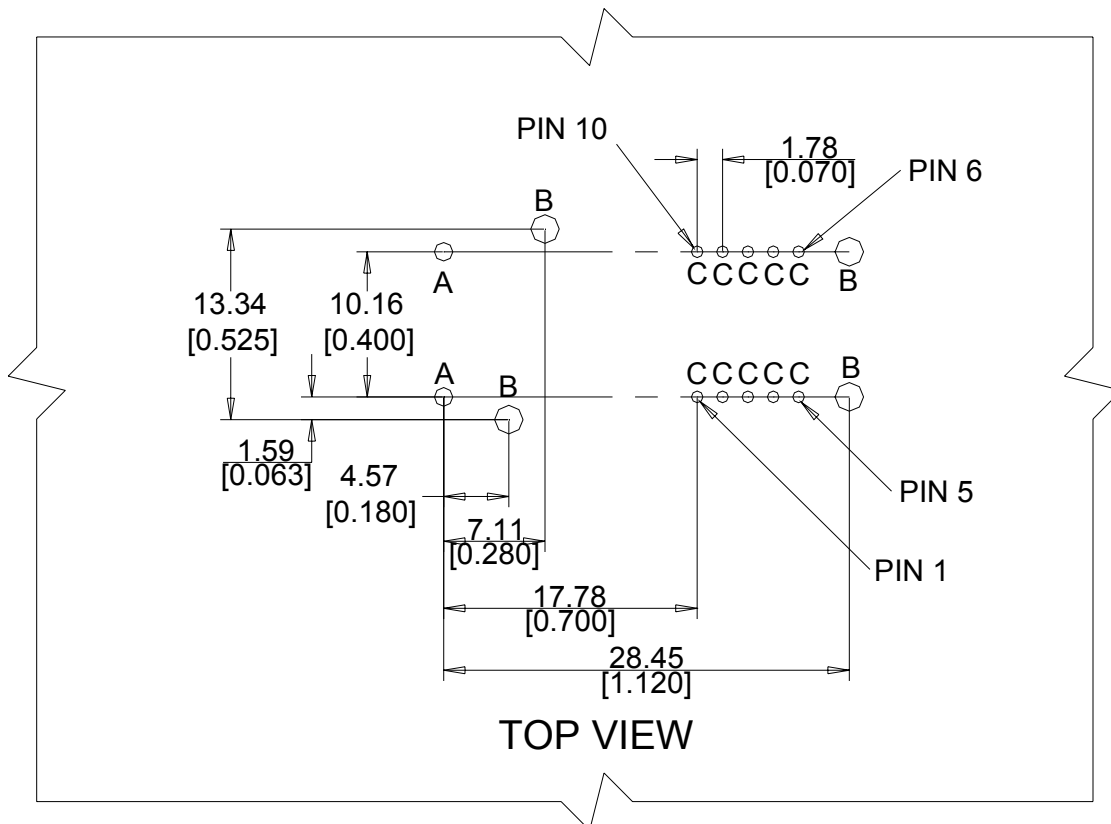 PIN 10
1.78
[0.070]
PIN 6
B
A
C C C C C
B
13.34
[0.525]
10.16
[0.400]
A
B
C C C C C
B
1.59
[0.063]
4.57
[0.180]
PIN 5
7.11
[0.280]
PIN 1
17.78
[0.700]
28.45
[1.120]
TOP VIEW